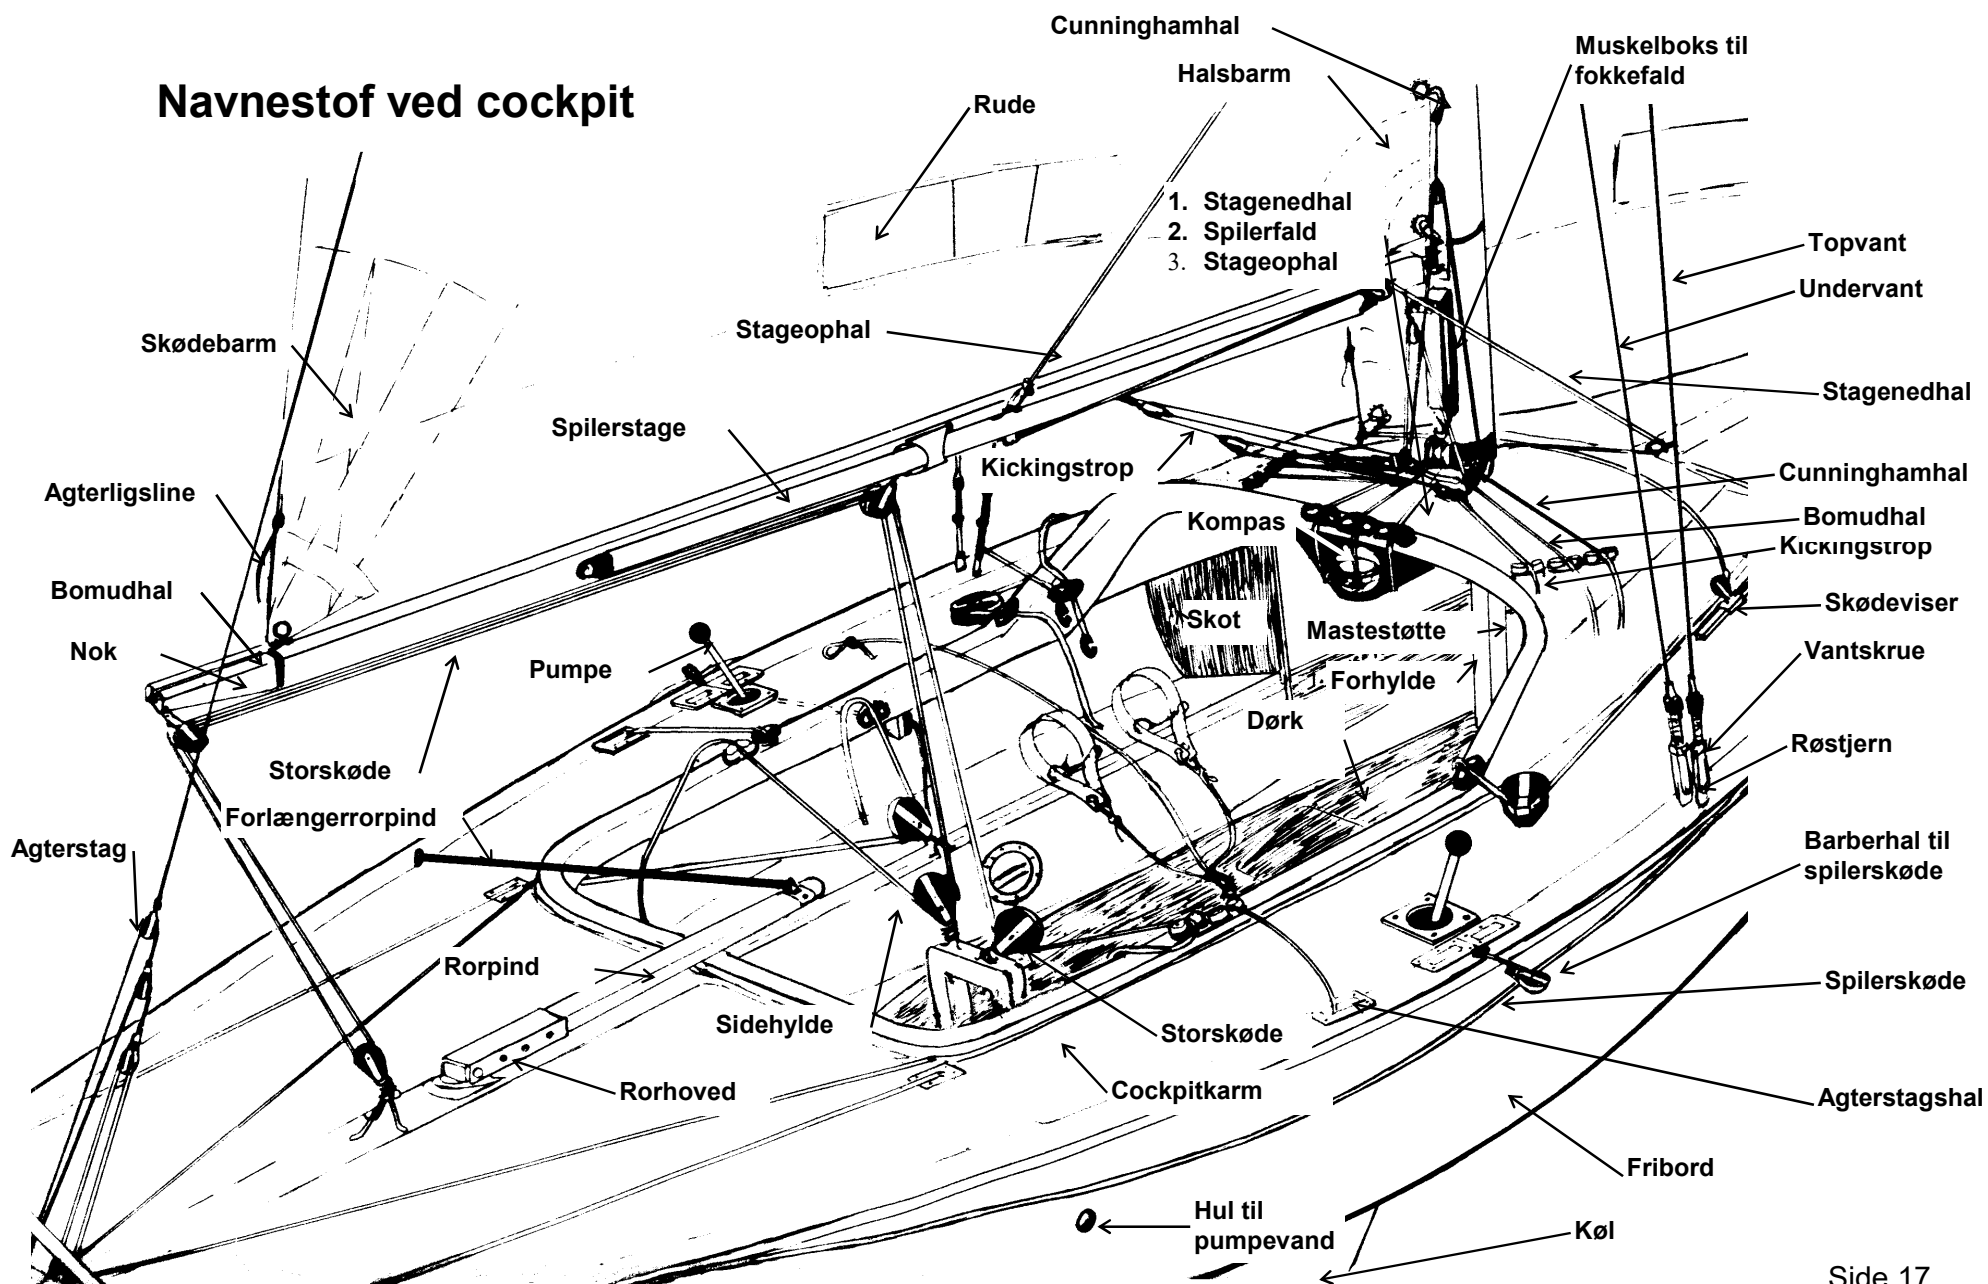 Navnestof ved cockpit
Cunninghamhal
Halsbarm
Muskelboks til
fokkefald
Rude
1. Stagenedhal
2. Spilerfald
3. Stageophal
Topvant
Undervant
Stageophal
Skødebarm
Stagenedhal
Spilerstage
Kickingstrop
Cunninghamhal
Agterligsline
Kompas
Bomudhal
Kickingstrop
Bomudhal
Skødeviser
Skot
Mastestøtte
Nok
Pumpe
Vantskrue
Forhylde
Dørk
Røstjern
Storskøde
Forlængerrorpind
Agterstag
Barberhal til
spilerskøde
Rorpind
Spilerskøde
Sidehylde
Storskøde
Rorhoved
Cockpitkarm
Agterstagshal
Fribord
Hul til
pumpevand
Køl
Side 17